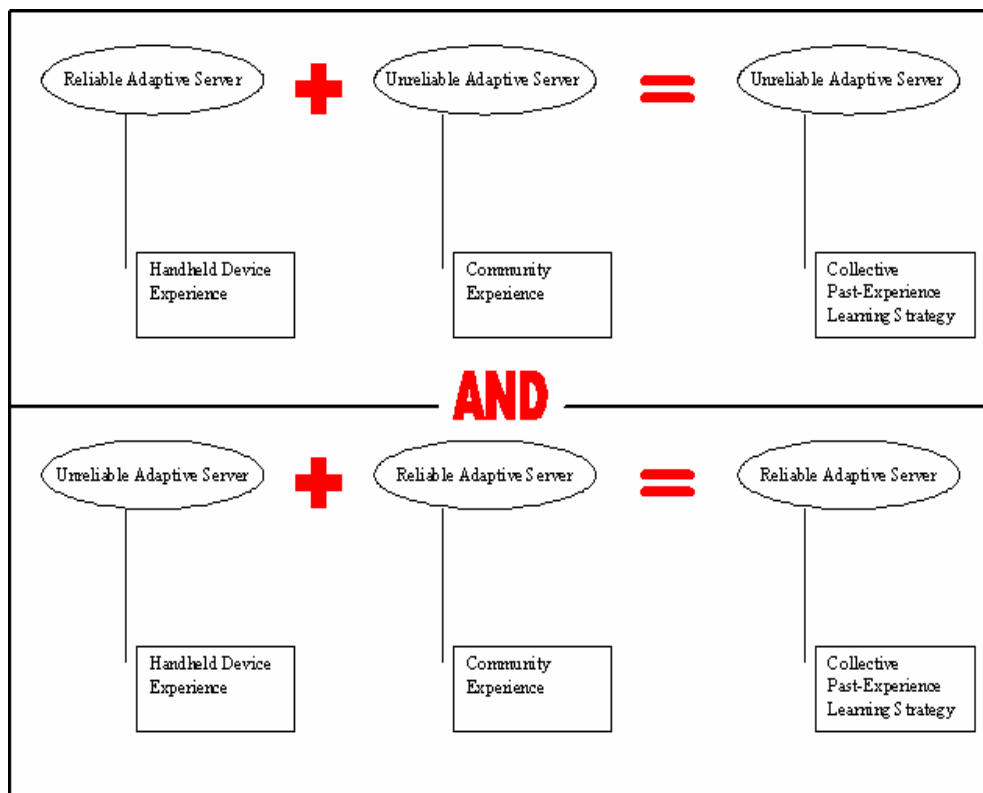 Reliable Adaptive Server + Unreliable Adaptive Server = Unreliable Adaptive Server
Handheld Device
Experience
Community
Experience
Collective
Past-Experience
Learning Strategy
AND
Unreliable Adaptive Server + Reliable Adaptive Server = Reliable Adaptive Server
Handheld Device
Experience
Community
Experience
Collective
Past-Experience
Learning Strategy